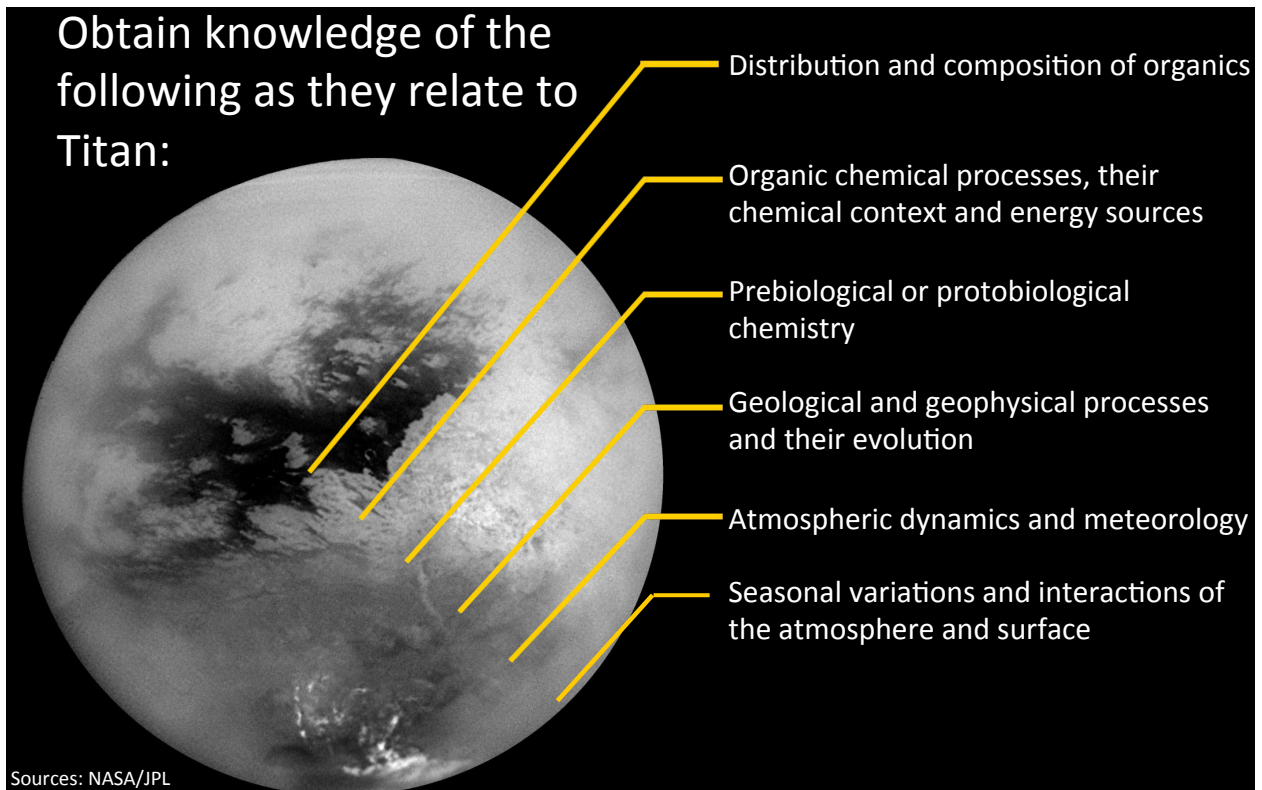 Obtain knowledge of the
following as they relate to
Titan:
Distribution and composition of organics
Organic chemical processes, their
chemical context and energy sources
Prebiological or protobiological
chemistry
Geological and geophysical processes
and their evolution
Atmospheric dynamics and meteorology
Seasonal variations and interactions of
the atmosphere and surface
Sources: NASA/JPL